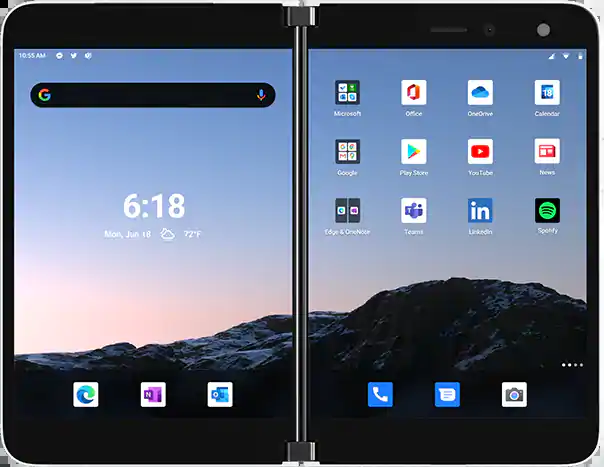 10:55 AM
6:18
Mon, Jun 18 72°F
Microsoft Office OneDrive Calendar
18
Google Play Store YouTube News
Edge & OneNote Teams LinkedIn Spotify